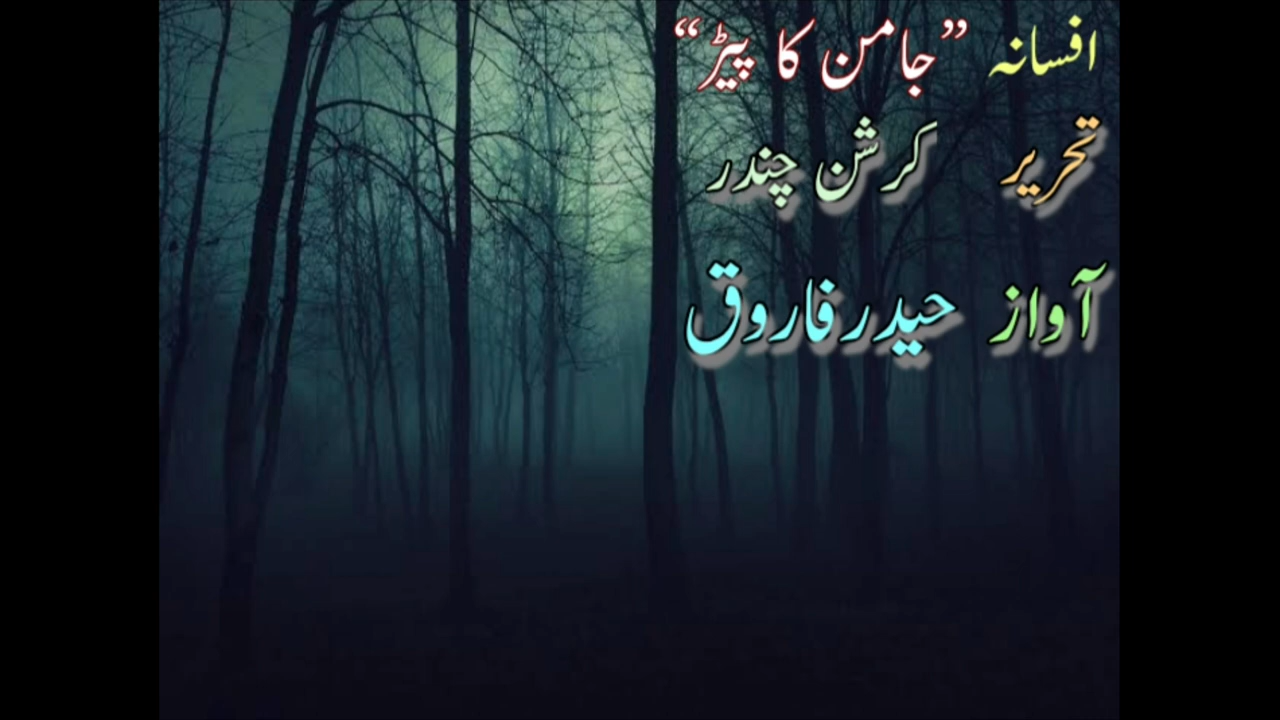 افسانہ ”جامن کا پیڑ“
تحریر کرشن چندر
آواز حیدر فاروق